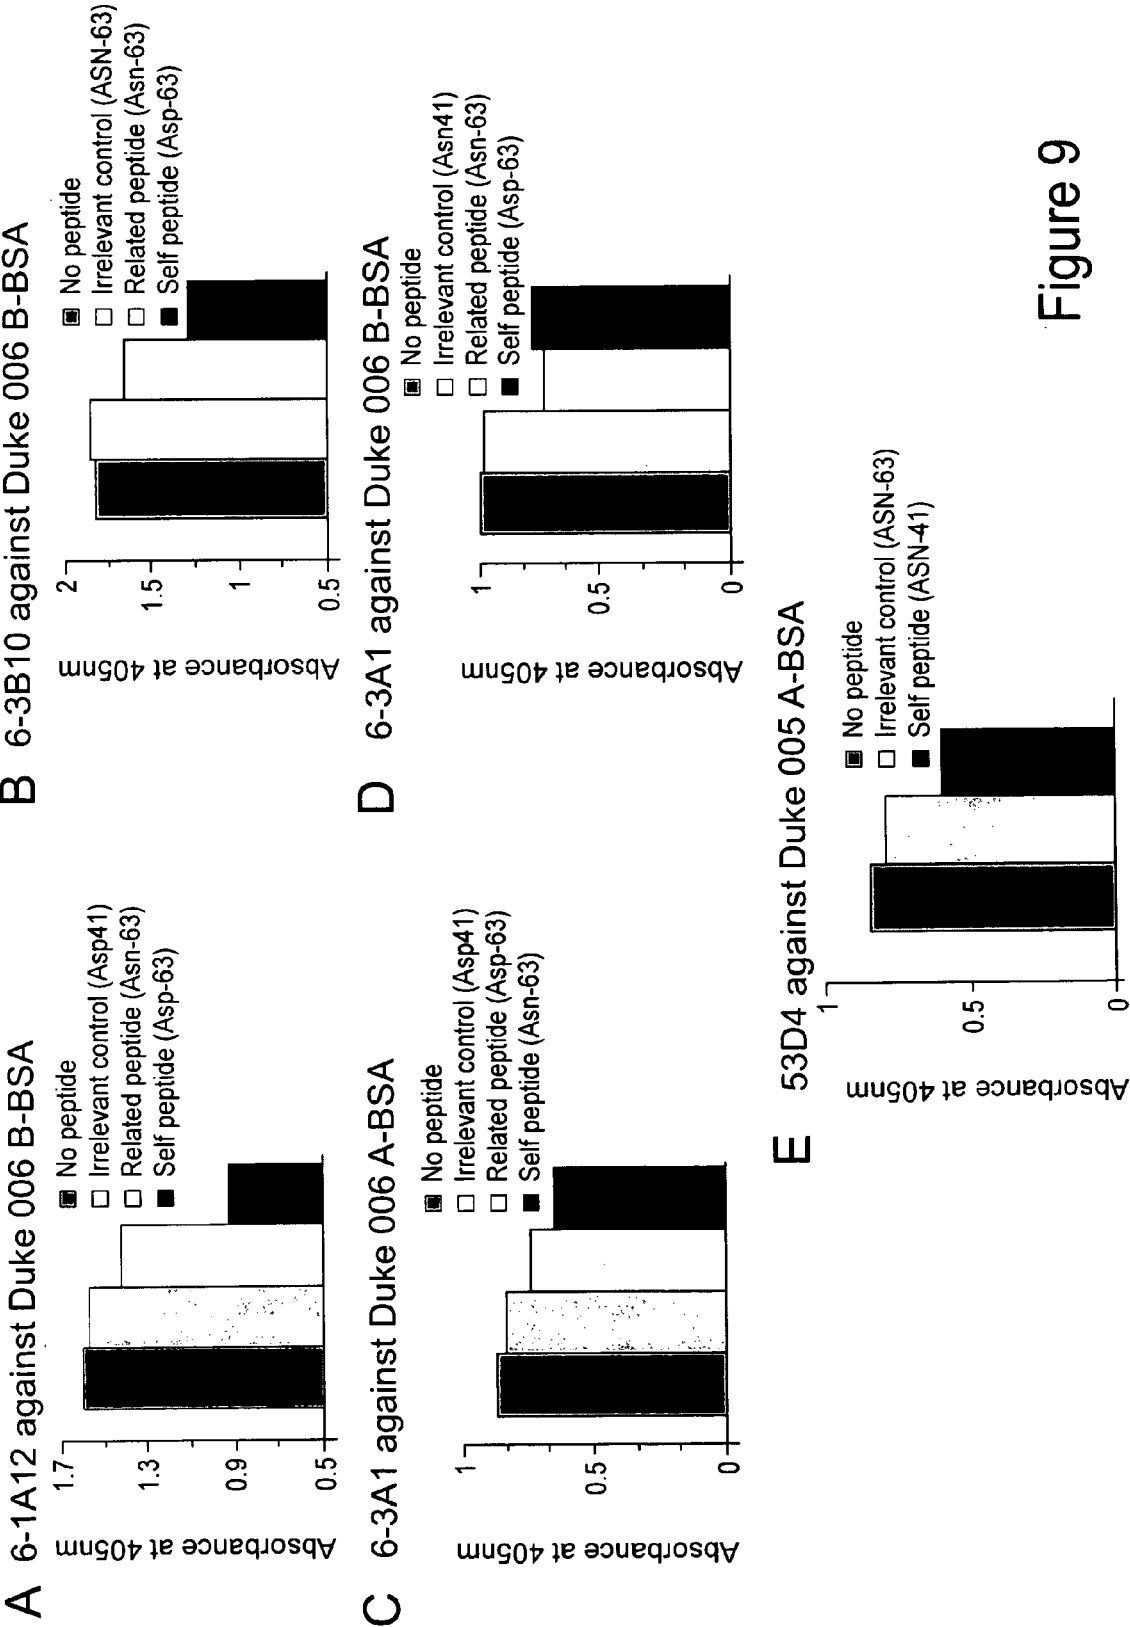 A 6-1A12 against Duke 006 B-BSA
Absorbance at 405nm
1.7
1.3
0.9
0.5
No peptide
Irrelevant control (Asp41)
Related peptide (Asn-63)
Self peptide (Asp-63)
B 6-3B10 against Duke 006 B-BSA
Absorbance at 405nm
2
1.5
1
0.5
No peptide
Irrelevant control (ASN-63)
Related peptide (Asn-63)
Self peptide (Asp-63)
C 6-3A1 against Duke 006 A-BSA
Absorbance at 405nm
1
0.5
0
No peptide
Irrelevant control (Asp41)
Related peptide (Asp-63)
Self peptide (Asn-63)
D 6-3A1 against Duke 006 B-BSA
Absorbance at 405nm
1
0.5
0
No peptide
Irrelevant control (Asn41)
Related peptide (Asn-63)
Self peptide (Asp-63)
E 53D4 against Duke 005 A-BSA
Absorbance at 405nm
1
0.5
0
No peptide
Irrelevant control (ASN-63)
Self peptide (ASN-41)
Figure 9